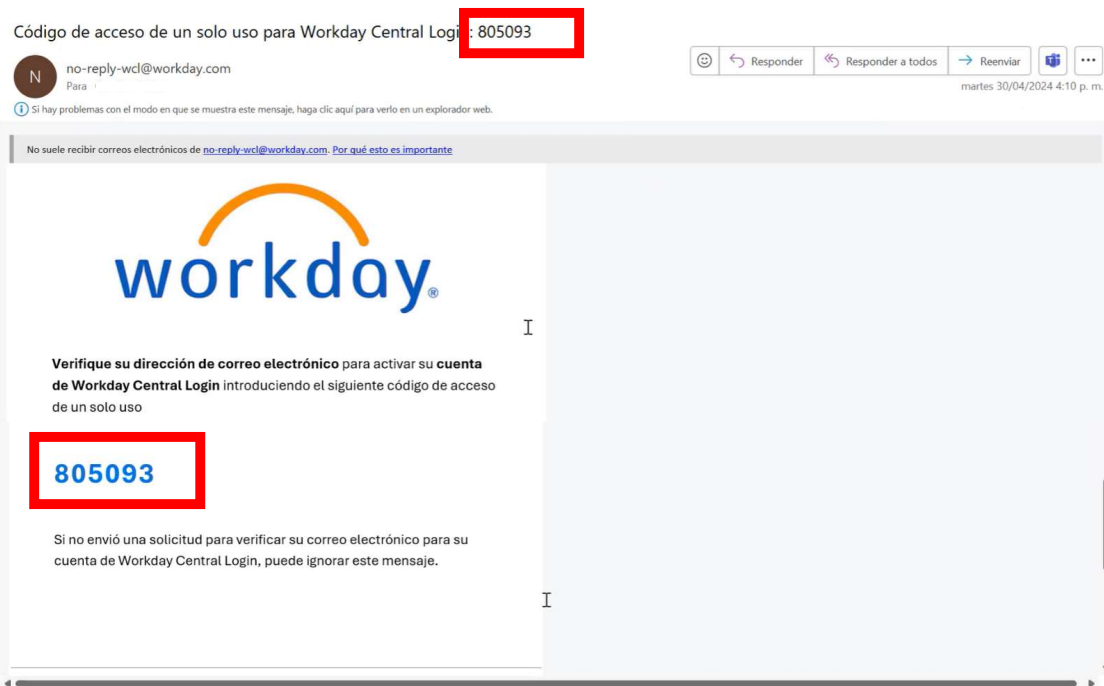 Código de acceso de un solo uso para Workday Central Login: 805093
N
no-reply-wcl@workday.com
Para
Responder
Responder a todos
Reenviar
martes 30/04/2024 4:10 p. m.
Si hay problemas con el modo en que se muestra este mensaje, haga clic aquí para verlo en un explorador web.
No suele recibir correos electrónicos de no-reply-wcl@workday.com. Por qué esto es importante
workday®
Verifique su dirección de correo electrónico para activar su cuenta
de Workday Central Login introduciendo el siguiente código de acceso
de un solo uso
805093
Si no envió una solicitud para verificar su correo electrónico para su
cuenta de Workday Central Login, puede ignorar este mensaje.